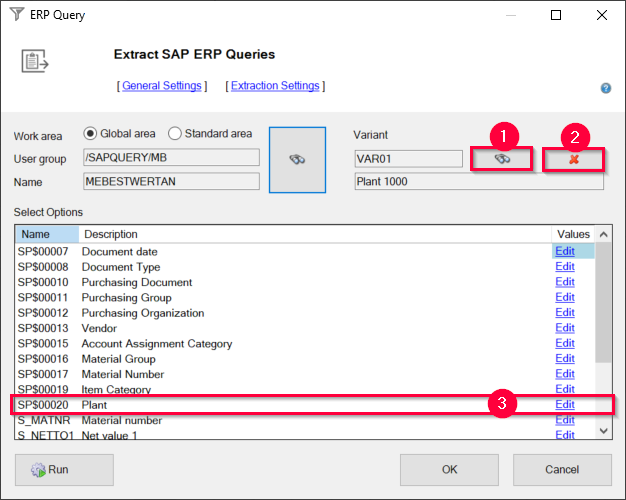 ERP Query
Extract SAP ERP Queries
[ General Settings ] [ Extraction Settings ]
?
1 2
Work area Global area Standard area Variant
User group /SAPQUERY/MB VAR01
Name MEBESTWERTAN Plant 1000
Select Options
Name Description Values
SP$00007 Document date Edit
SP$00008 Document Type Edit
SP$00010 Purchasing Document Edit
SP$00011 Purchasing Group Edit
SP$00012 Purchasing Organization Edit
SP$00013 Vendor Edit
SP$00015 Account Assignment Category Edit
SP$00016 Material Group Edit
SP$00017 Material Number Edit
SP$00019 Item Category Edit
SP$00020 Plant 3 Edit
S_MATNR Material number Edit
S_NETTO1 Net value 1 Edit
Run OK Cancel